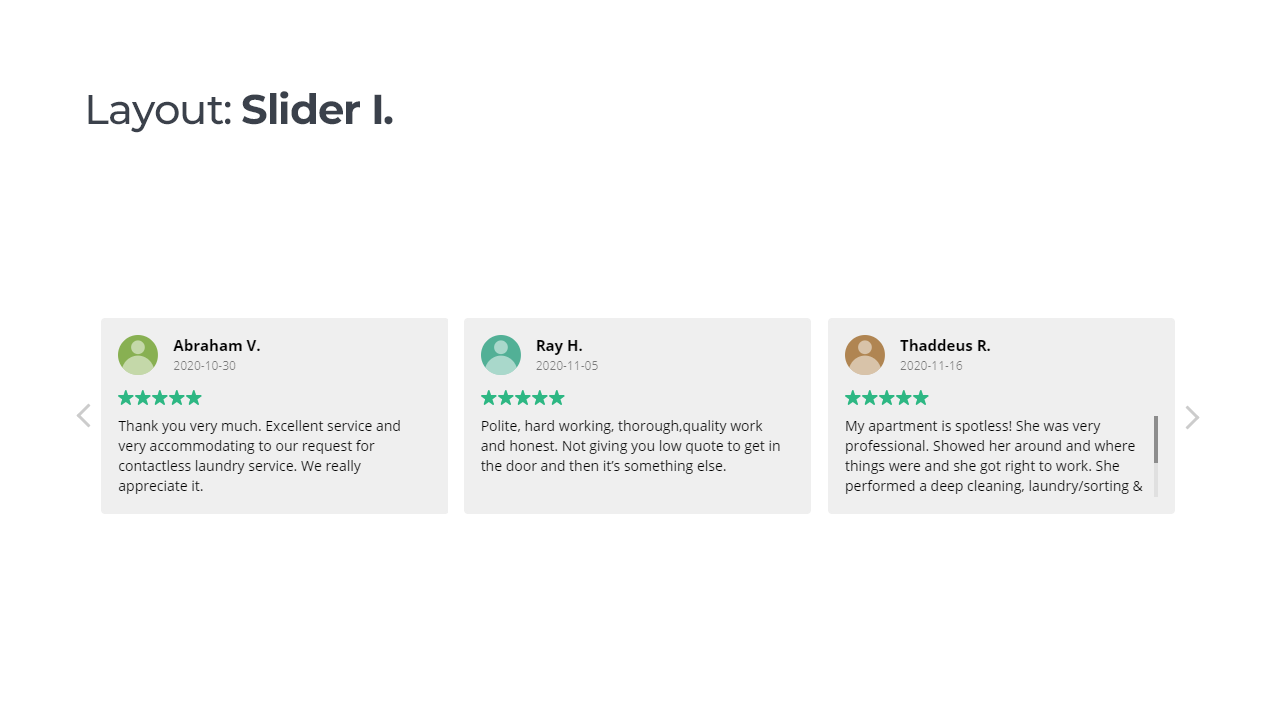 Layout: Slider I.
Abraham V.
2020-10-30
Thank you very much. Excellent service and
very accommodating to our request for
contactless laundry service. We really
appreciate it.
Ray H.
2020-11-05
Polite, hard working, thorough,quality work
and honest. Not giving you low quote to get in
the door and then it’s something else.
Thaddeus R.
2020-11-16
My apartment is spotless! She was very
professional. Showed her around and where
things were and she got right to work. She
performed a deep cleaning, laundry/sorting &